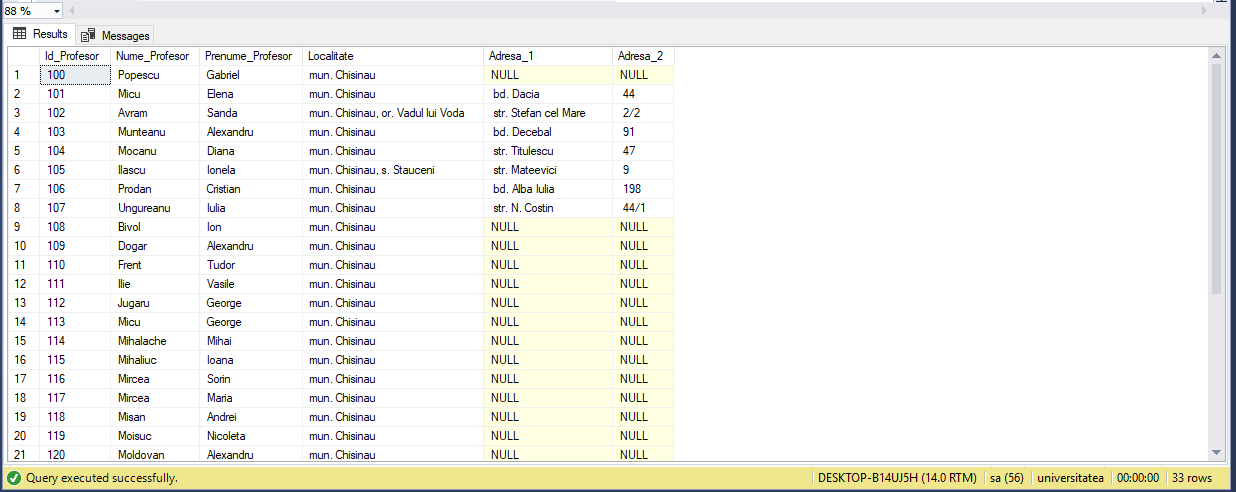 88 %
Results Messages
Id_Profesor Nume_Profesor Prenume_Profesor Localitate Adresa_1 Adresa_2
1 100 Popescu Gabriel mun. Chisinau NULL NULL
2 101 Micu Elena mun. Chisinau bd. Dacia 44
3 102 Avram Sanda mun. Chisinau, or. Vadul lui Voda str. Stefan cel Mare 2/2
4 103 Munteanu Alexandru mun. Chisinau bd. Decebal 91
5 104 Mocanu Diana mun. Chisinau str. Titulescu 47
6 105 Ilascu Ionela mun. Chisinau, s. Stauceni str. Mateevici 9
7 106 Prodan Cristian mun. Chisinau bd. Alba Iulia 198
8 107 Ungureanu Iulia mun. Chisinau str. N. Costin 44/1
9 108 Bivol Ion mun. Chisinau NULL NULL
10 109 Dogar Alexandru mun. Chisinau NULL NULL
11 110 Frent Tudor mun. Chisinau NULL NULL
12 111 Ilie Vasile mun. Chisinau NULL NULL
13 112 Jugaru George mun. Chisinau NULL NULL
14 113 Micu George mun. Chisinau NULL NULL
15 114 Mihalache Mihai mun. Chisinau NULL NULL
16 115 Mihaliuc Ioana mun. Chisinau NULL NULL
17 116 Mircea Sorin mun. Chisinau NULL NULL
18 117 Mircea Maria mun. Chisinau NULL NULL
19 118 Misan Andrei mun. Chisinau NULL NULL
20 119 Moisuc Nicoleta mun. Chisinau NULL NULL
21 120 Moldovan Alexandru mun. Chisinau NULL NULL
Query executed successfully. DESKTOP-B14UJ5H (14.0 RTM) sa (56) universitatea 00:00:00 33 rows